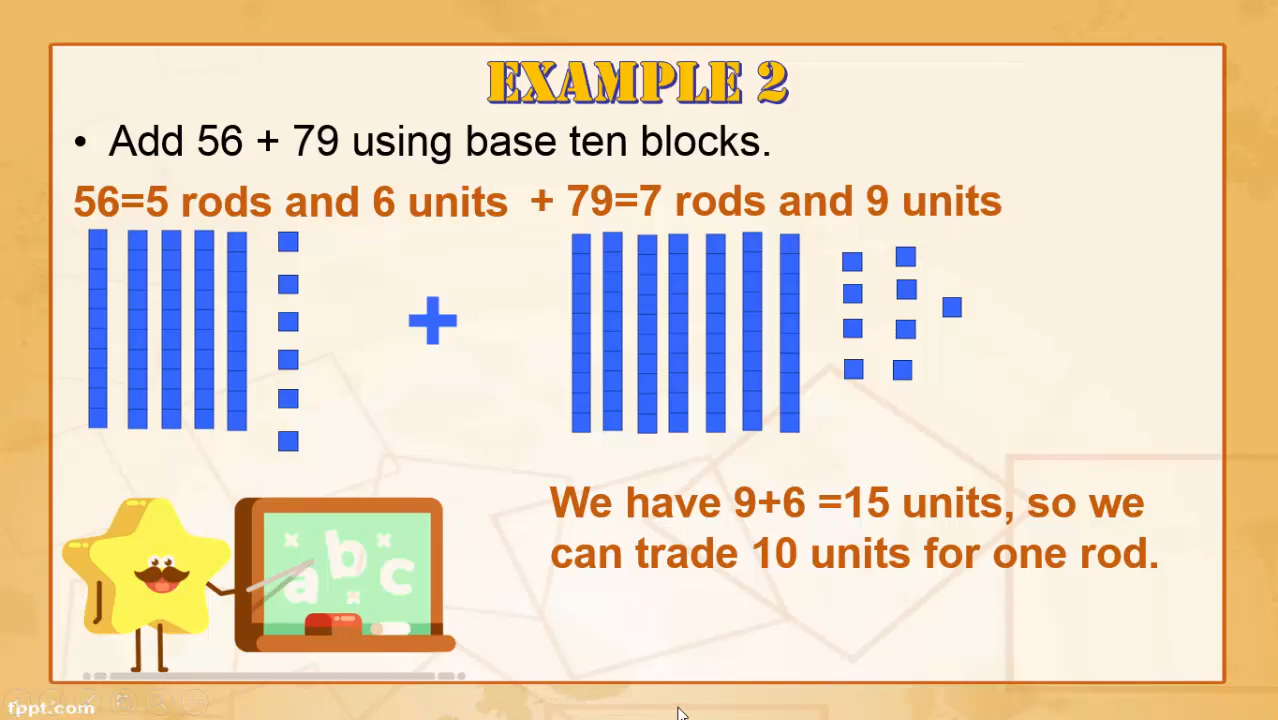 EXAMPLE 2
• Add 56 + 79 using base ten blocks.
56=5 rods and 6 units + 79=7 rods and 9 units
+
We have 9+6 =15 units, so we
can trade 10 units for one rod.
a b c
fppt.com